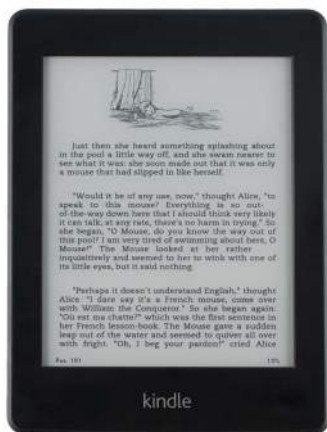 Just then she heard something splashing about
in the pool a little way off, and she swam nearer to
see what it was: she soon made out that it was only
a mouse that had slipped in like herself.
"Would it be of any use, now," thought Alice, "to
speak to this mouse? Everything is so out-
of-the-way down here that I should think very likely
it can talk, at any rate, there's no harm in trying." So
she began, "O Mouse, do you know the way out of
this pool? I am very tired of swimming about here, O
Mouse!" The Mouse looked at her rather
inquisitively and seemed to her to wink with one of
its little eyes, but it said nothing.
"Perhaps it doesn't understand English," thought
Alice. "I dare say it's a French mouse, come over
with William the Conqueror." So she began again:
"Où est ma chatte?" which was the first sentence in
her French lesson-book. The Mouse gave a sudden
leap out of the water and seemed to quiver all over
with fright. "Oh, I beg your pardon!" cried Alice
101
13%
kindle